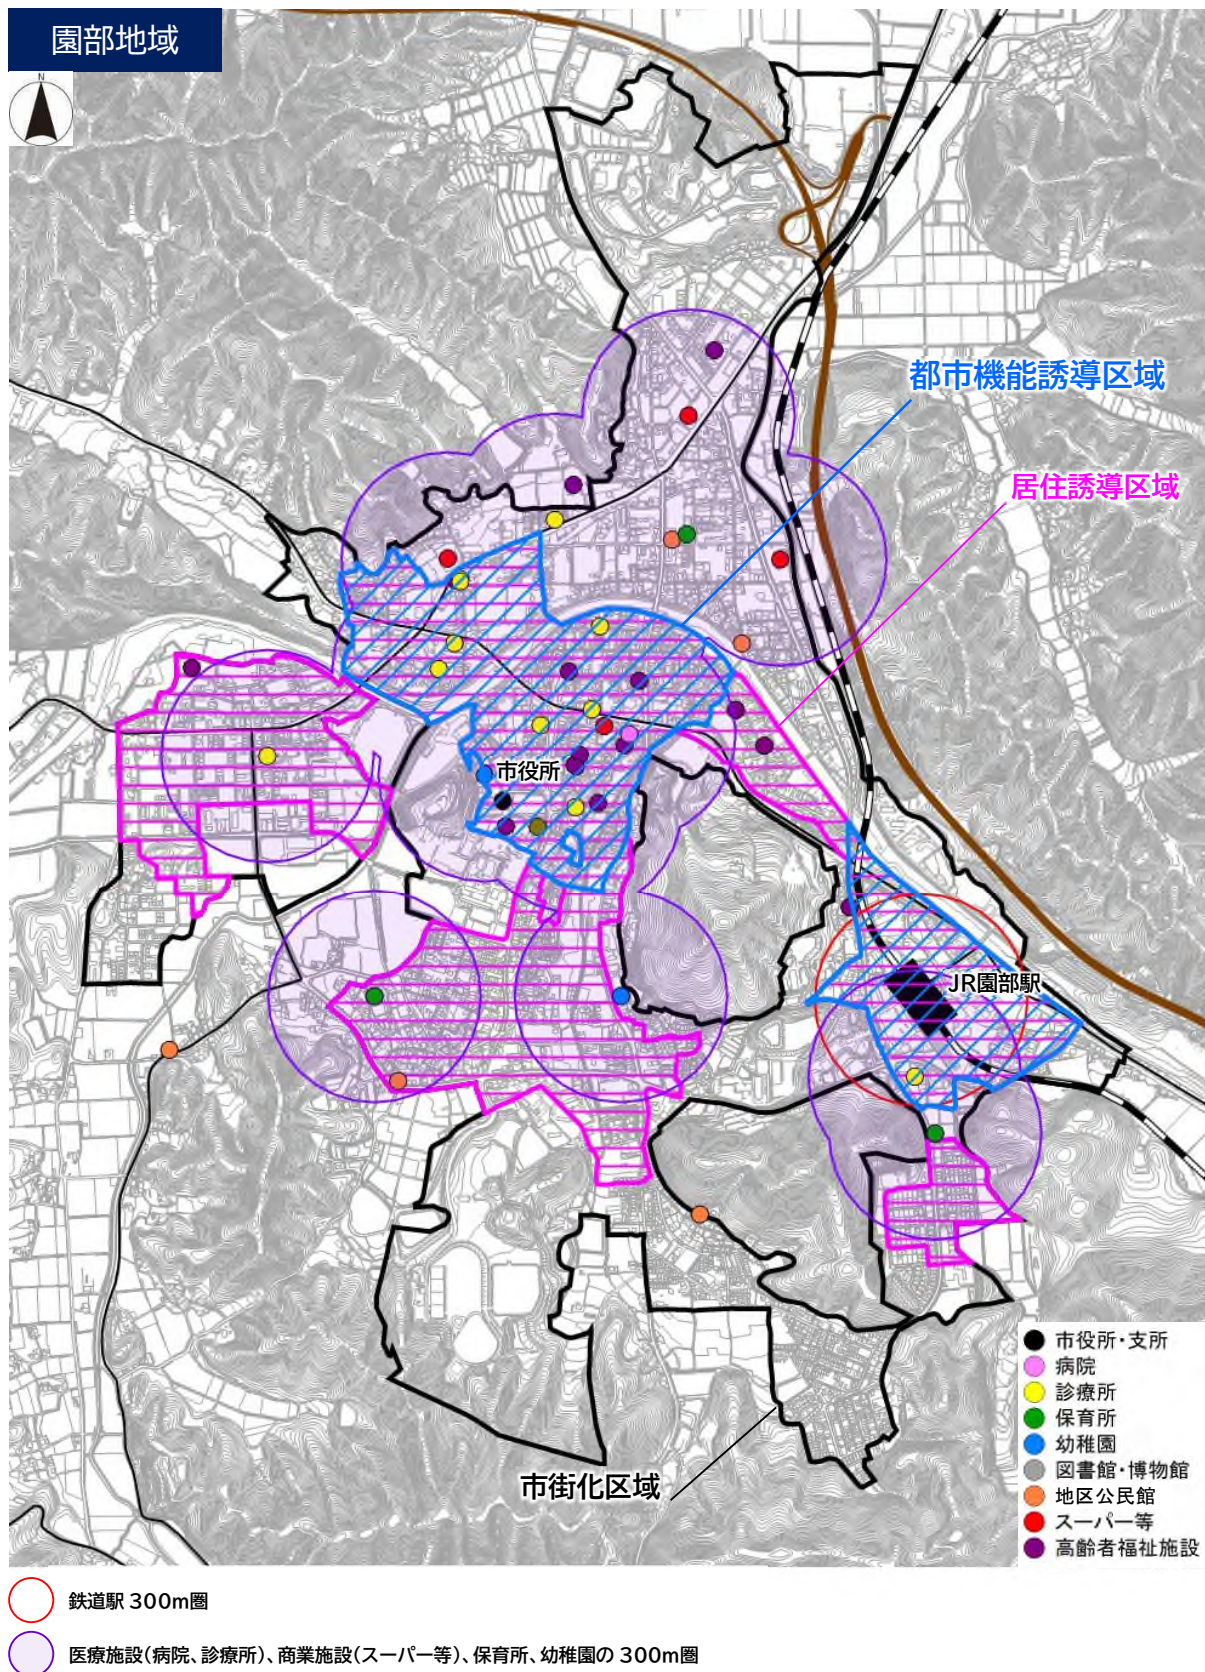 園部地域
N
都市機能誘導区域
居住誘導区域
市役所
JR園部駅
市街化区域
市役所・支所
病院
診療所
保育所
幼稚園
図書館・博物館
地区公民館
スーパー等
高齢者福祉施設
鉄道駅 300m圏
医療施設(病院、診療所)、商業施設(スーパー等)、保育所、幼稚園の 300m圏